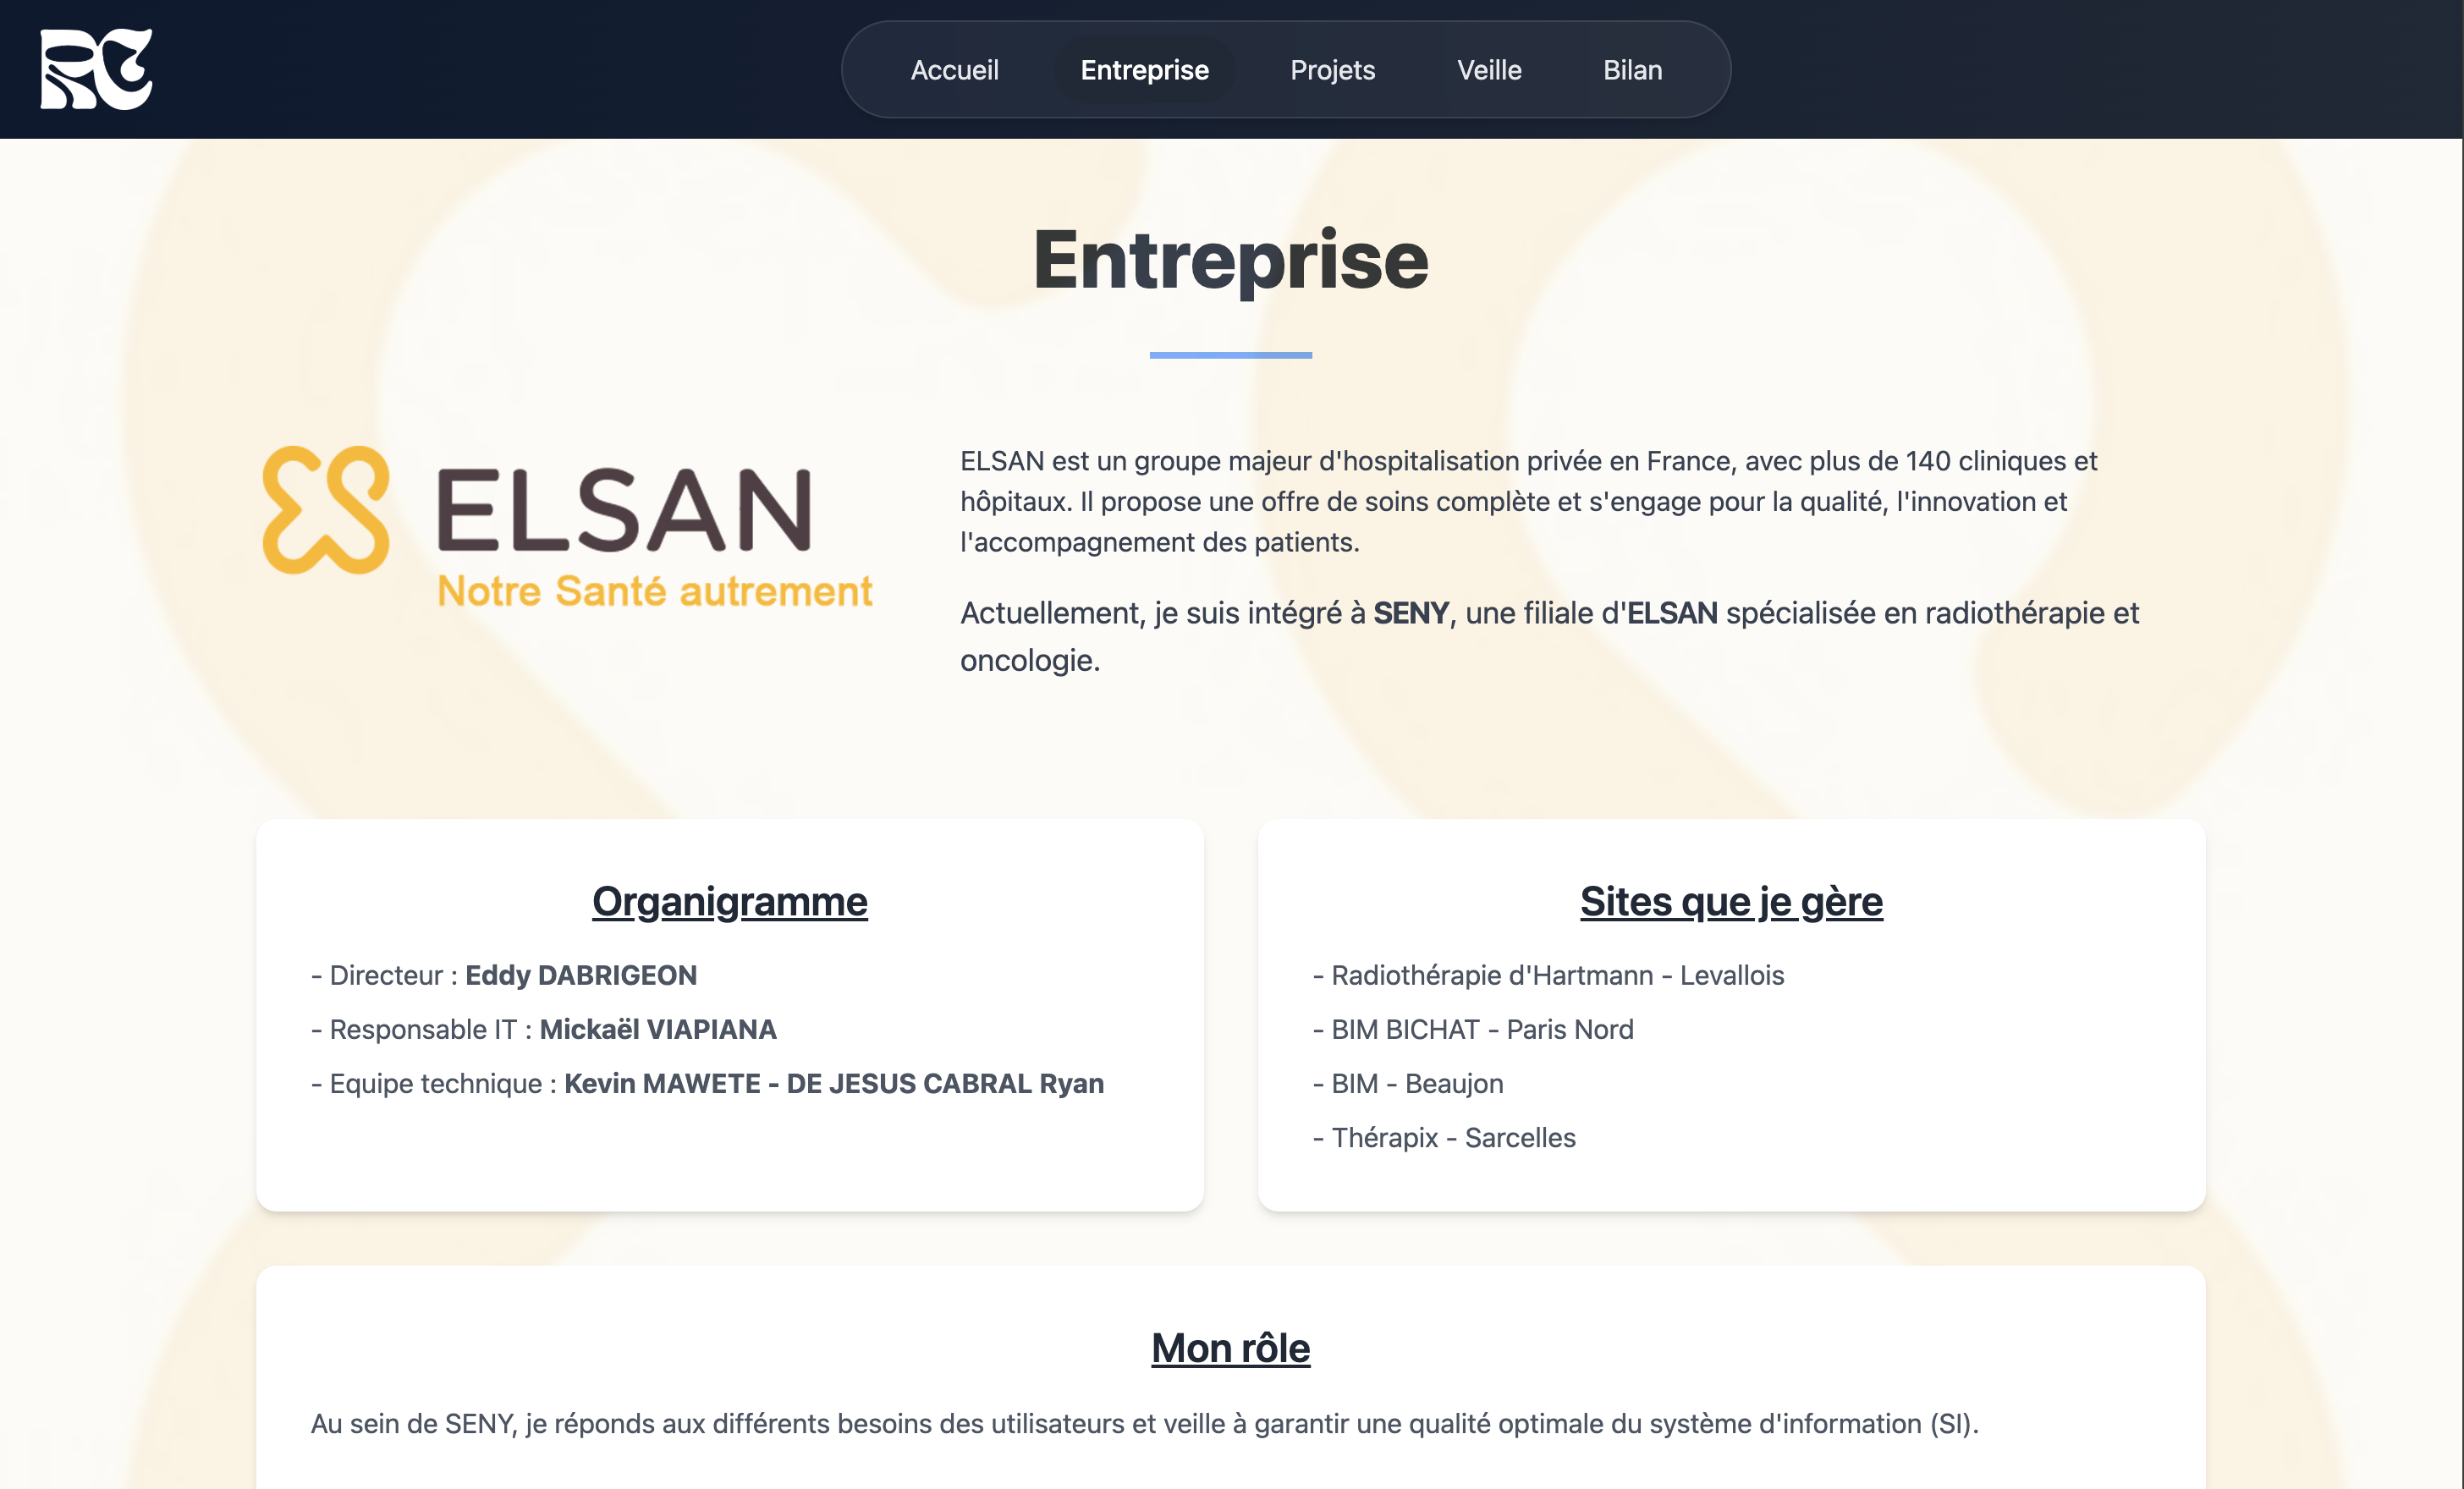 RC
Accueil
Entreprise
Projets
Veille
Bilan
Entreprise
ELSAN
Notre Santé autrement
ELSAN est un groupe majeur d'hospitalisation privée en France, avec plus de 140 cliniques et
hôpitaux. Il propose une offre de soins complète et s'engage pour la qualité, l'innovation et
l'accompagnement des patients.
Actuellement, je suis intégré à SENY, une filiale d'ELSAN spécialisée en radiothérapie et
oncologie.
Organigramme
- Directeur : Eddy DABRIGEON
- Responsable IT : Mickaël VIAPIANA
- Equipe technique : Kevin MAWETE - DE JESUS CABRAL Ryan
Sites que je gère
- Radiothérapie d'Hartmann - Levallois
- BIM BICHAT - Paris Nord
- BIM - Beaujon
- Thérapix - Sarcelles
Mon rôle
Au sein de SENY, je réponds aux différents besoins des utilisateurs et veille à garantir une qualité optimale du système d'information (SI).